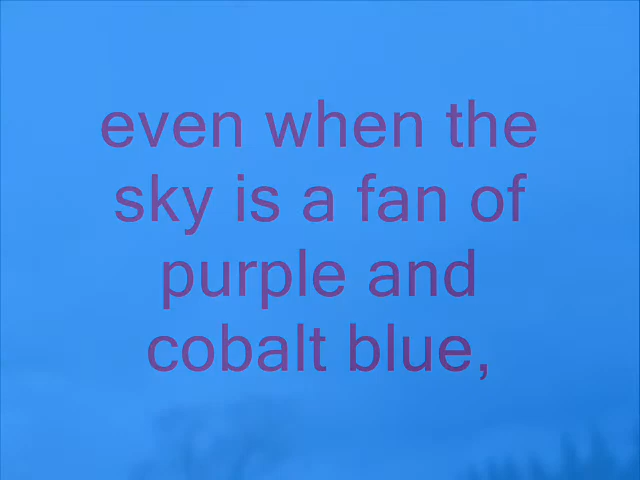 even when the
sky is a fan of
purple and
cobalt blue,